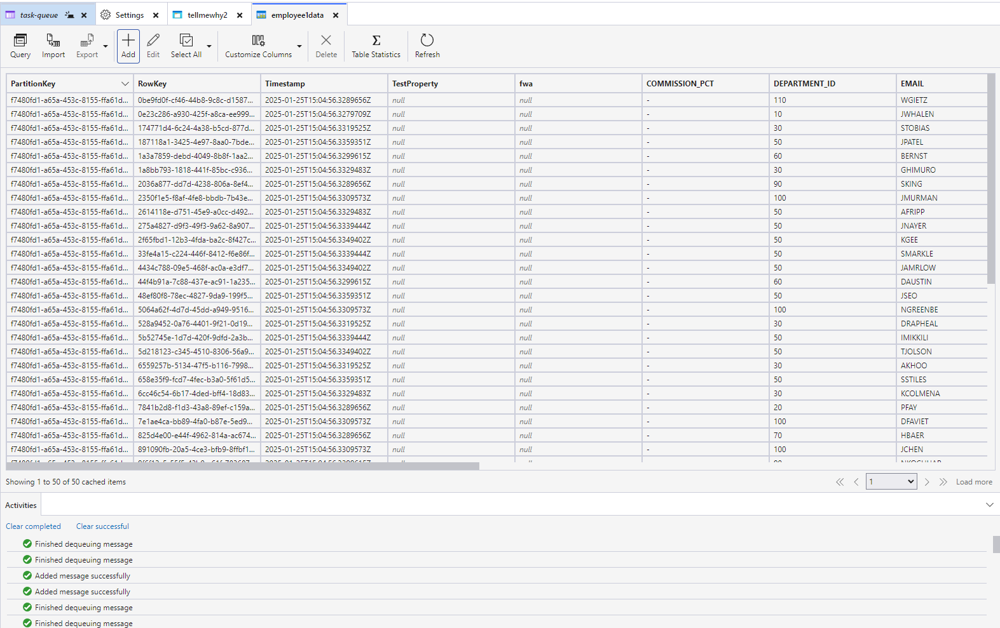 task-queue Settings tellmewhy2 employee1data
Query Import Export Add Edit Select All Customize Columns Delete Table Statistics Refresh
PartitionKey RowKey Timestamp TestProperty fwa COMMISSION_PCT DEPARTMENT_ID EMAIL
f7480fd1-a65a-453c-8155-ffa61d... 0be9fd0f-cf46-44b8-9c8c-d1587... 2025-01-25T15:04:56.3289656Z null null - 110 WGIETZ
f7480fd1-a65a-453c-8155-ffa61d... 0e23c286-a930-425f-a8ca-ee999... 2025-01-25T15:04:56.3279709Z null null - 10 JWHALEN
f7480fd1-a65a-453c-8155-ffa61d... 174771d4-6c24-4a38-b5cd-877d... 2025-01-25T15:04:56.3319525Z null null - 30 STOBIAS
f7480fd1-a65a-453c-8155-ffa61d... 187118a1-3425-4e97-8aa0-7bde... 2025-01-25T15:04:56.3359351Z null null - 50 JPATEL
f7480fd1-a65a-453c-8155-ffa61d... 1a3a7859-debd-4049-8b8f-1aa2... 2025-01-25T15:04:56.3299615Z null null - 60 BERNST
f7480fd1-a65a-453c-8155-ffa61d... 1a8bb793-1818-441f-85bc-c936... 2025-01-25T15:04:56.3329483Z null null - 30 GHIMURO
f7480fd1-a65a-453c-8155-ffa61d... 2036a877-dd7d-4238-806a-8ef4... 2025-01-25T15:04:56.3289656Z null null - 90 SKING
f7480fd1-a65a-453c-8155-ffa61d... 2350f1e5-f8af-4fe8-bbdb-7b43e... 2025-01-25T15:04:56.3309573Z null null - 100 JMURMAN
f7480fd1-a65a-453c-8155-ffa61d... 2614118e-d751-45e9-a0cc-d492... 2025-01-25T15:04:56.3329483Z null null - 50 AFRIPP
f7480fd1-a65a-453c-8155-ffa61d... 275a4827-d9f3-49f3-9a62-8a907... 2025-01-25T15:04:56.3339444Z null null - 50 JNAYER
f7480fd1-a65a-453c-8155-ffa61d... 2f65fbd1-12b3-4fda-ba2c-8f427c... 2025-01-25T15:04:56.3349402Z null null - 50 KGEE
f7480fd1-a65a-453c-8155-ffa61d... 33fe4a15-c224-446f-8412-f6e86f... 2025-01-25T15:04:56.3339444Z null null - 50 SMARKLE
f7480fd1-a65a-453c-8155-ffa61d... 4434c788-09e5-468f-ac0a-e3df7... 2025-01-25T15:04:56.3349402Z null null - 50 JAMRLOW
f7480fd1-a65a-453c-8155-ffa61d... 44f4b91a-7c88-437e-ac91-1a235... 2025-01-25T15:04:56.3299615Z null null - 60 DAUSTIN
f7480fd1-a65a-453c-8155-ffa61d... 48ef80f8-78ec-4827-9da9-199f5... 2025-01-25T15:04:56.3359351Z null null - 50 JSEO
f7480fd1-a65a-453c-8155-ffa61d... 5064a62f-4d7d-45dd-a949-9516... 2025-01-25T15:04:56.3309573Z null null - 100 NGREENBE
f7480fd1-a65a-453c-8155-ffa61d... 528a9452-0a76-4401-9f21-0d19... 2025-01-25T15:04:56.3319525Z null null - 30 DRAPHEAL
f7480fd1-a65a-453c-8155-ffa61d... 5b52745e-1d7d-420f-9dfd-2a3b... 2025-01-25T15:04:56.3339444Z null null - 50 IMIKKILI
f7480fd1-a65a-453c-8155-ffa61d... 5d218123-c345-4510-8306-56a9... 2025-01-25T15:04:56.3349402Z null null - 50 TJOLSON
f7480fd1-a65a-453c-8155-ffa61d... 6559257b-5134-47f5-b116-7998... 2025-01-25T15:04:56.3319525Z null null - 30 AKHOO
f7480fd1-a65a-453c-8155-ffa61d... 658e35f9-fcd7-4fec-b3a0-5f61d5... 2025-01-25T15:04:56.3359351Z null null - 50 SSTILES
f7480fd1-a65a-453c-8155-ffa61d... 6cc46c54-6b17-4ded-bff4-18d83... 2025-01-25T15:04:56.3329483Z null null - 30 KCOLMENA
f7480fd1-a65a-453c-8155-ffa61d... 7841b2d8-f1d3-43a8-89ef-c159a... 2025-01-25T15:04:56.3289656Z null null - 20 PFAY
f7480fd1-a65a-453c-8155-ffa61d... 7e1ae4ca-bb89-4fa0-b87e-5ed9... 2025-01-25T15:04:56.3309573Z null null - 100 DFAVIET
f7480fd1-a65a-453c-8155-ffa61d... 825d4e00-e44f-4962-814a-ac674... 2025-01-25T15:04:56.3289656Z null null - 70 HBAER
f7480fd1-a65a-453c-8155-ffa61d... 891090fb-20a5-4ce3-bfb9-8ffbf1... 2025-01-25T15:04:56.3309573Z null null - 100 JCHEN
Showing 1 to 50 of 50 cached items 1 Load more
Activities
Clear completed Clear successful
Finished dequeuing message
Finished dequeuing message
Added message successfully
Added message successfully
Finished dequeuing message
Finished dequeuing message